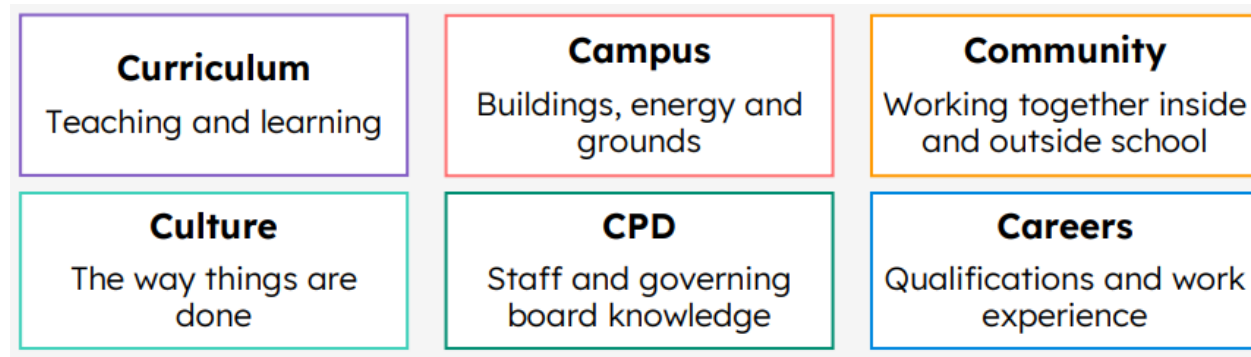 Curriculum
Teaching and learning
Campus
Buildings, energy and
grounds
Community
Working together inside
and outside school
Culture
The way things are
done
CPD
Staff and governing
board knowledge
Careers
Qualifications and work
experience